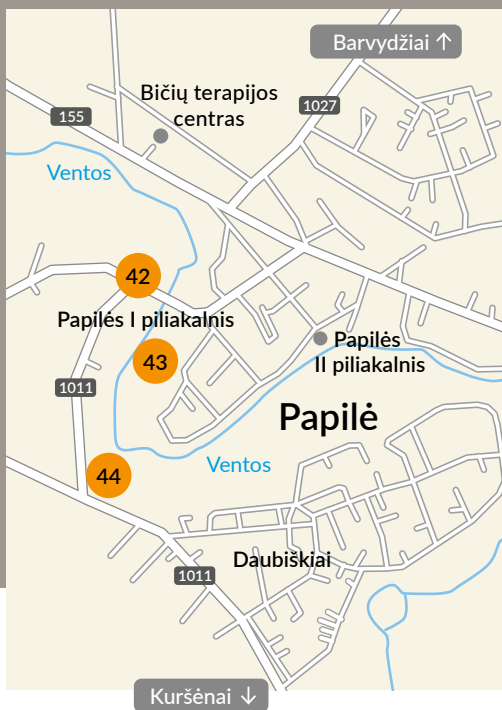 Barvydžiai ↑
Bičių terapijos
centras
1027
155
Ventos
42
Papilės I piliakalnis
Papilės
II piliakalnis
43
1011
Papilė
Ventos
44
Daubiškiai
1011
Kuršėnai ↓